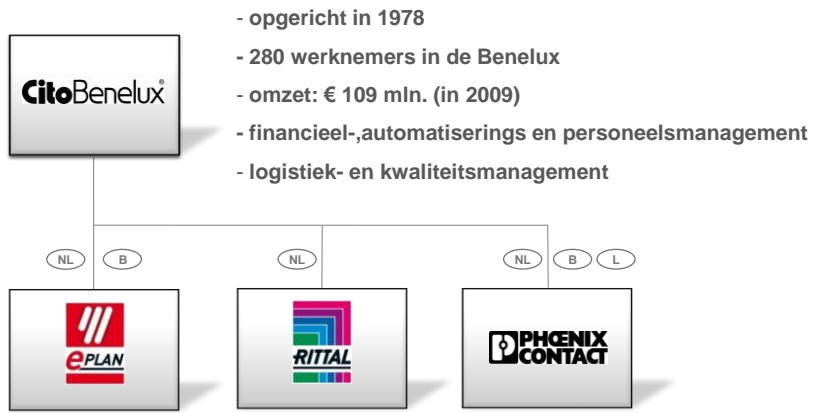 - opgericht in 1978
- 280 werknemers in de Benelux
CitoBenelux®
- omzet: € 109 mln. (in 2009)
- financieel-,automatiserings en personeelsmanagement
- logistiek- en kwaliteitsmanagement
NL B NL NL B L
ePLAN
RITTAL
PHŒNIX
CONTACT